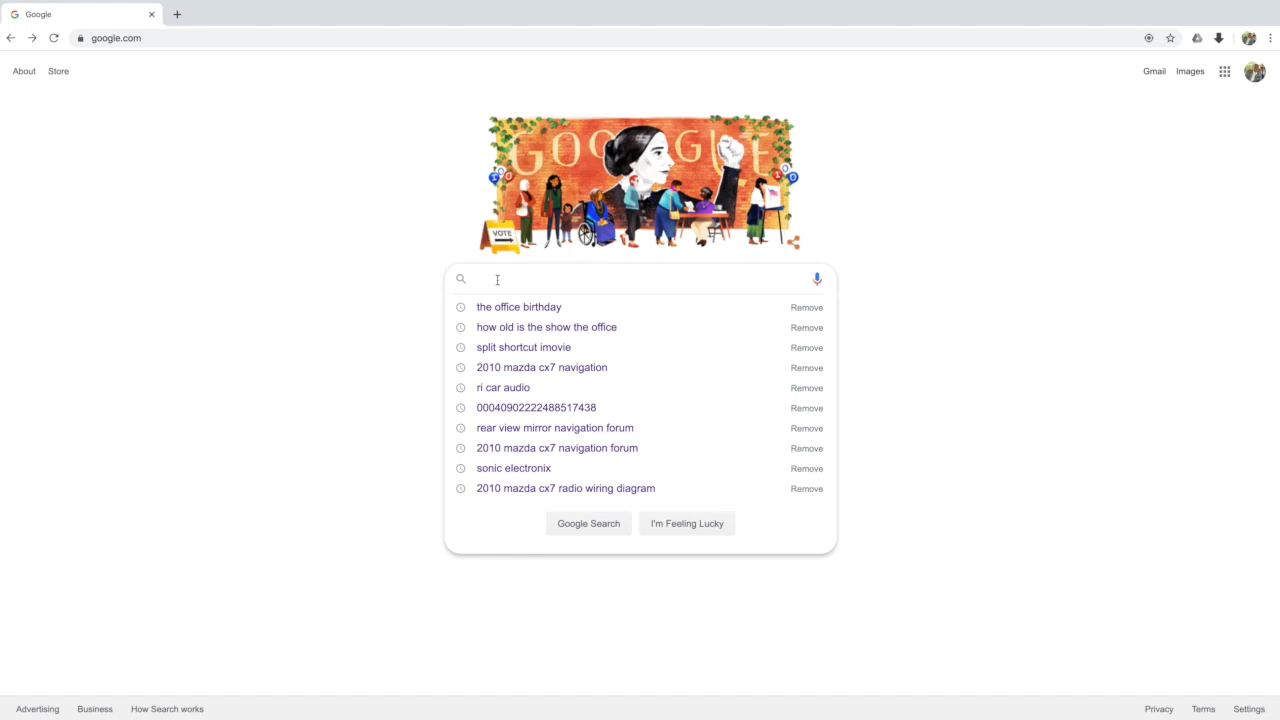 Google
google.com
About Store Gmail Images
GOOGLE
100 100
VOTE
the office birthday Remove
how old is the show the office Remove
split shortcut imovie Remove
2010 mazda cx7 navigation Remove
ri car audio Remove
00040902222488517438 Remove
rear view mirror navigation forum Remove
2010 mazda cx7 navigation forum Remove
sonic electronix Remove
2010 mazda cx7 radio wiring diagram Remove
Google Search I'm Feeling Lucky
Advertising Business How Search works Privacy Terms Settings